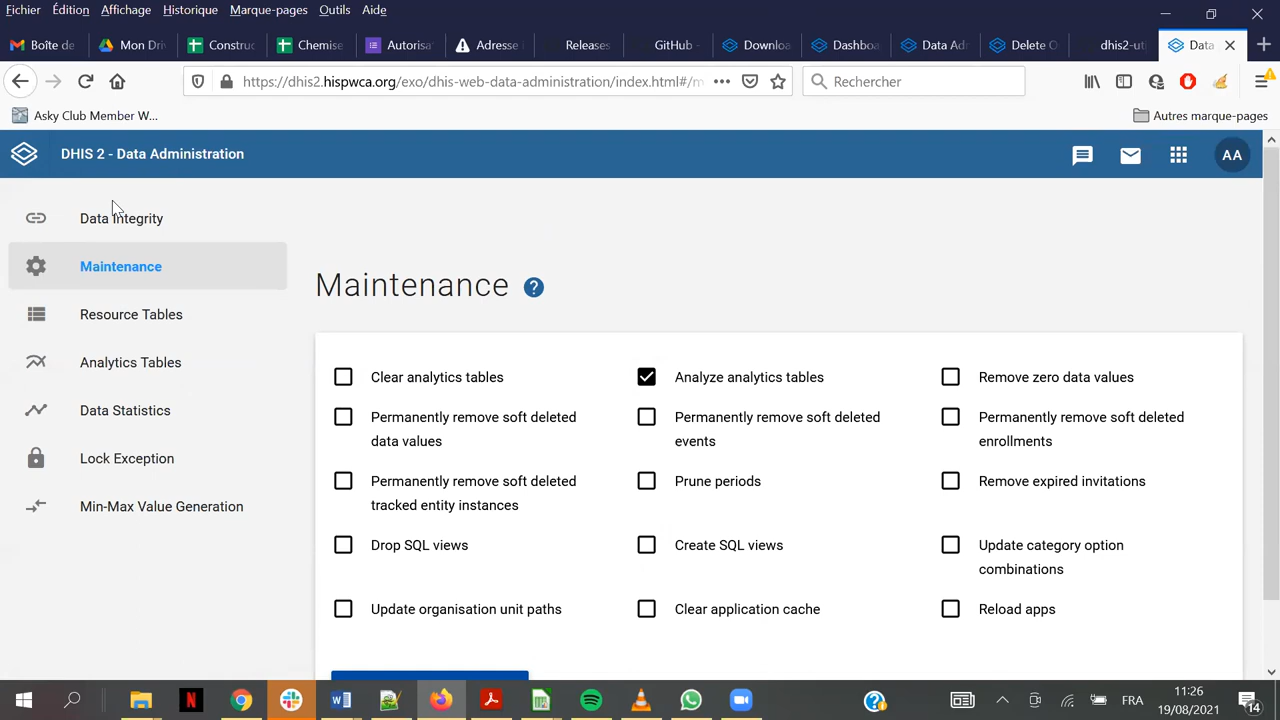 Fichier Édition Affichage Historique Marque-pages Outils Aide
Boîte de Mon Dri Construc Chemise Autorisa Adresse Releases GitHub - Downloa Dashboa Data Adr Delete O dhis2-uti Data
https://dhis2.hispwca.org/exo/dhis-web-data-administration/index.html#/m ••• Rechercher
Asky Club Member W... Autres marque-pages
DHIS 2 - Data Administration AA
Data Integrity
Maintenance
Resource Tables
Analytics Tables
Data Statistics
Lock Exception
Min-Max Value Generation
Maintenance ?
Clear analytics tables Analyze analytics tables Remove zero data values
Permanently remove soft deleted data values
Permanently remove soft deleted events
Permanently remove soft deleted enrollments
Permanently remove soft deleted tracked entity instances
Prune periods Remove expired invitations
Drop SQL views Create SQL views Update category option combinations
Update organisation unit paths Clear application cache Reload apps
FRA
11:26
19/08/2021
14